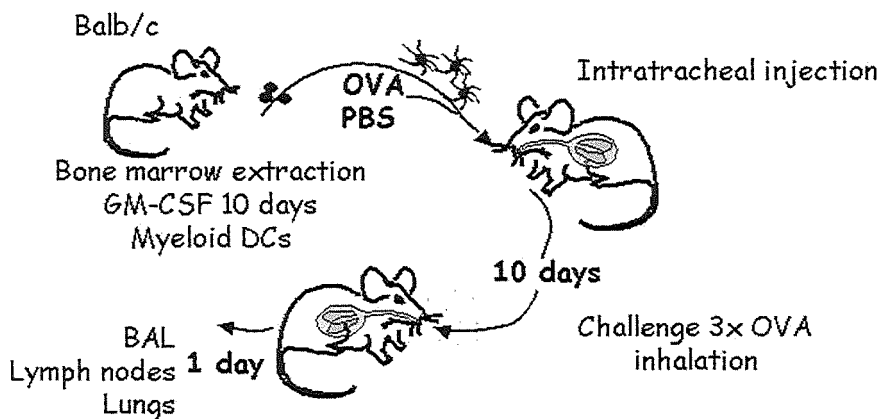 Balb/c
OVA
PBS
Intratracheal injection
Bone marrow extraction
GM-CSF 10 days
Myeloid DCs
10 days
Challenge 3x OVA
inhalation
BAL
Lymph nodes
Lungs
1 day